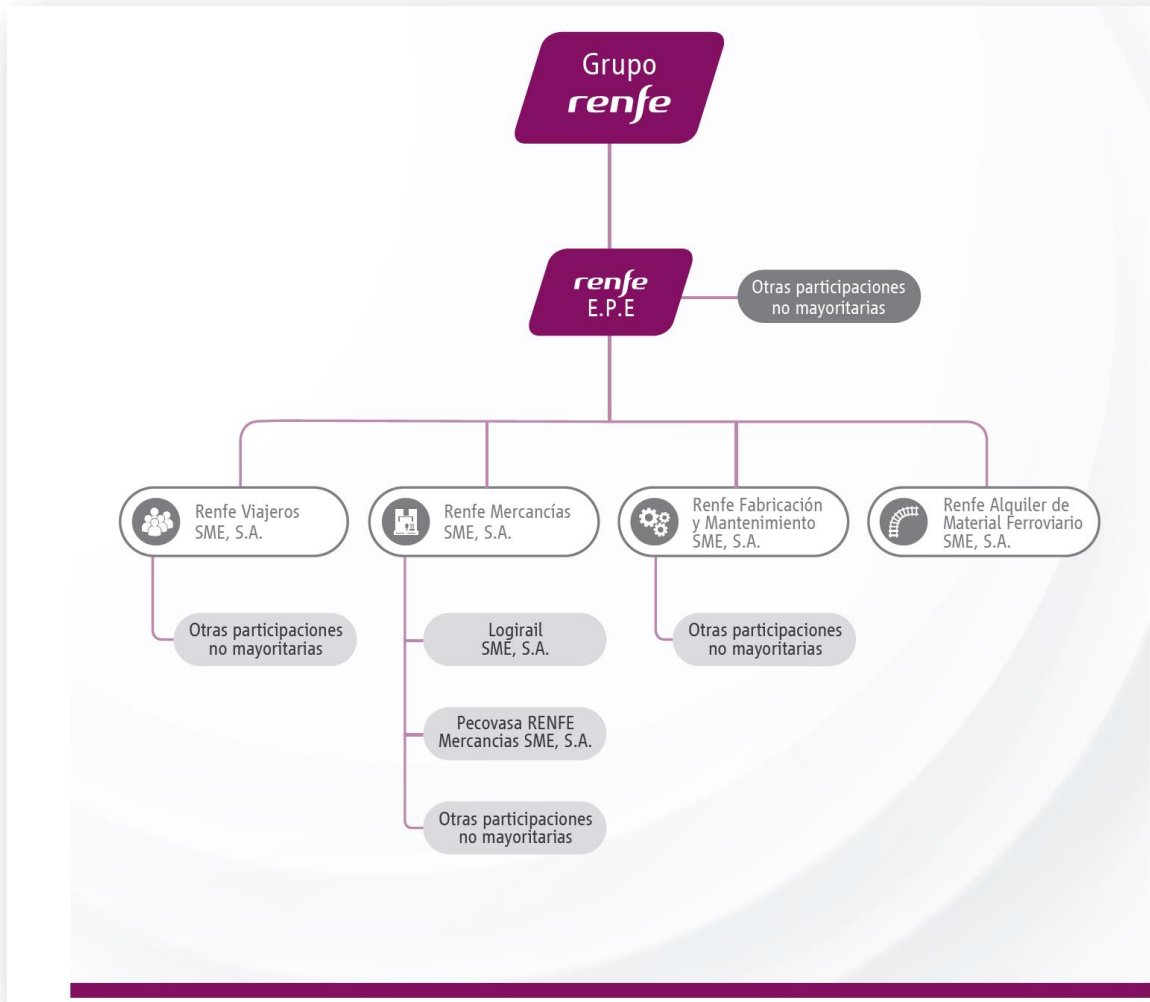 Grupo
renfe
renfe
E.P.E
Otras participaciones
no mayoritarias
Renfe Viajeros
SME, S.A.
Renfe Mercancías
SME, S.A.
Renfe Fabricación
y Mantenimiento
SME, S.A.
Renfe Alquiler de
Material Ferroviario
SME, S.A.
Otras participaciones
no mayoritarias
Logirail
SME, S.A.
Otras participaciones
no mayoritarias
Pecovasa RENFE
Mercancias SME, S.A.
Otras participaciones
no mayoritarias